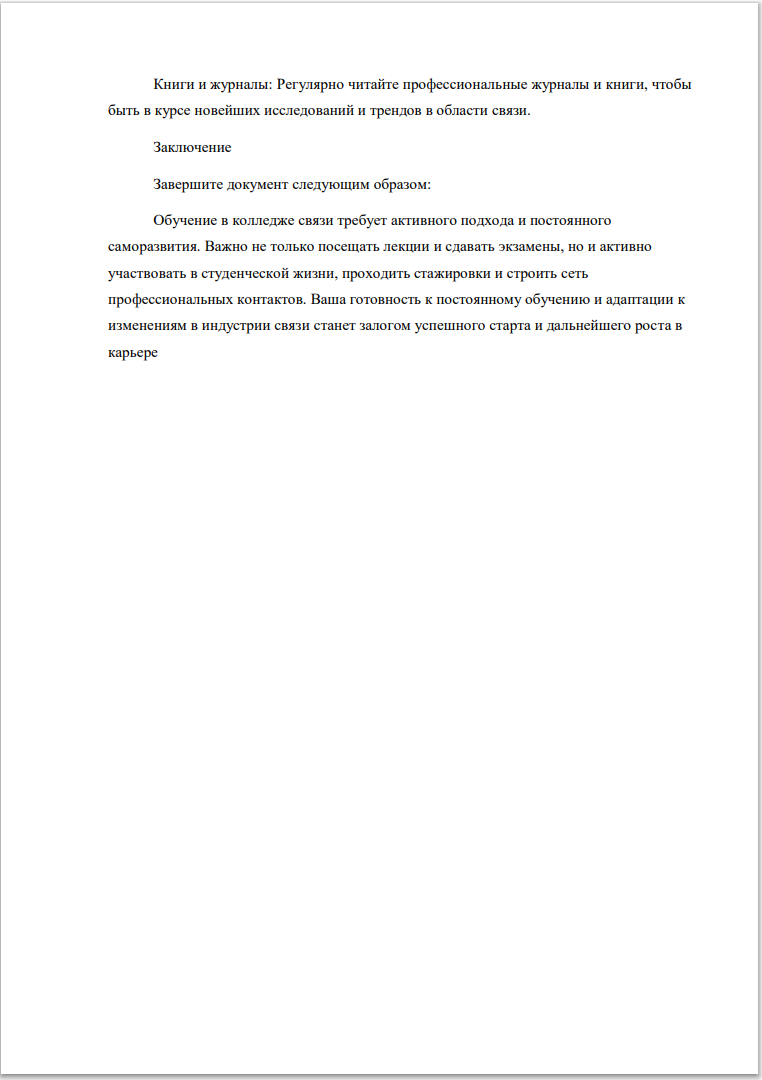 Книги и журналы: Регулярно читайте профессиональные журналы и книги, чтобы
быть в курсе новейших исследований и трендов в области связи.
Заключение
Завершите документ следующим образом:
Обучение в колледже связи требует активного подхода и постоянного
саморазвития. Важно не только посещать лекции и сдавать экзамены, но и активно
участвовать в студенческой жизни, проходить стажировки и строить сеть
профессиональных контактов. Ваша готовность к постоянному обучению и адаптации к
изменениям в индустрии связи станет залогом успешного старта и дальнейшего роста в
карьере